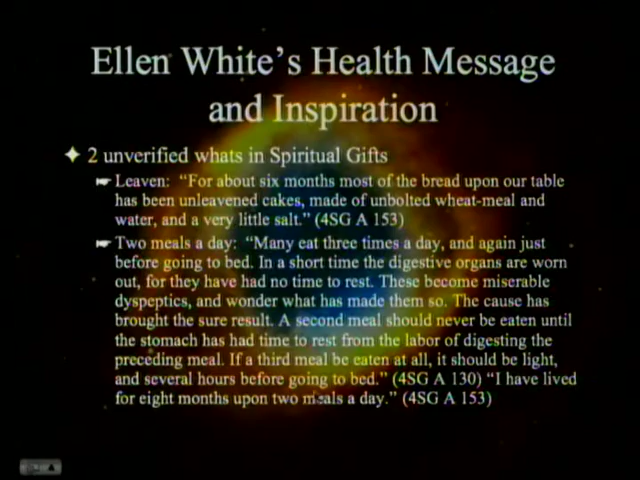 Ellen White's Health Message
and Inspiration
2 unverified whats in Spiritual Gifts
Leaven: "For about six months most of the bread upon our table
has been unleavened cakes, made of unbolted wheat-meal and
water, and a very little salt." (4SG A 153)
Two meals a day: "Many eat three times a day, and again just
before going to bed. In a short time the digestive organs are worn
out, for they have had no time to rest. These become miserable
dyspeptics, and wonder what has made them so. The cause has
brought the sure result. A second meal should never be eaten until
the stomach has had time to rest from the labor of digesting the
preceding meal. If a third meal be eaten at all, it should be light,
and several hours before going to bed." (4SG A 130) "I have lived
for eight months upon two meals a day." (4SG A 153)